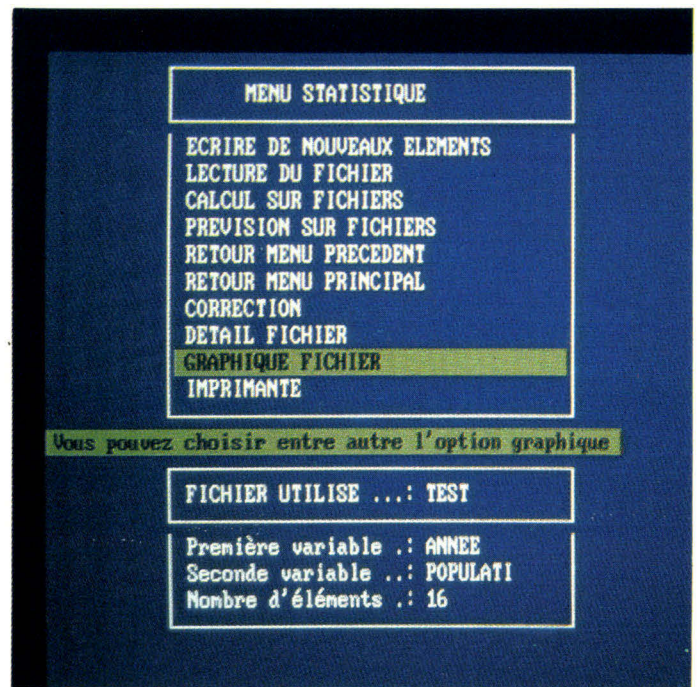 MENU STATISTIQUE
ECRIRE DE NOUVEAUX ELEMENTS
LECTURE DU FICHIER
CALCUL SUR FICHIERS
PREVISION SUR FICHIERS
RETOUR MENU PRECEDENT
RETOUR MENU PRINCIPAL
CORRECTION
DETAIL FICHIER
GRAPHIQUE FICHIER
IMPRIMANTE
Vous pouvez choisir entre autre l'option graphique
FICHIER UTILISE ...: TEST
Première variable .: ANNEE
Seconde variable ..: POPULATI
Nombre d'éléments .: 16